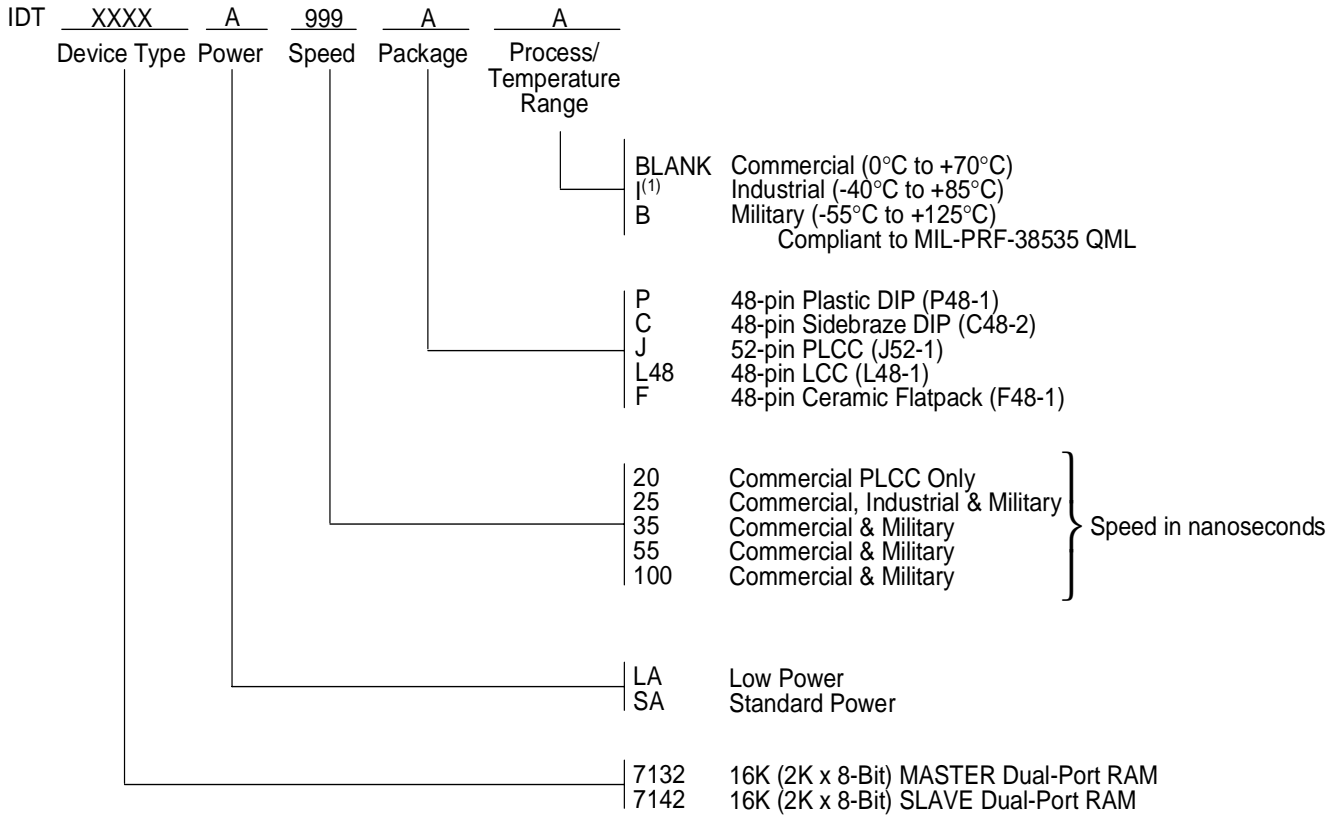 IDT XXXX A 999 A A
Device Type Power Speed Package Process/
Temperature
Range
BLANK Commercial (0°C to +70°C)
I(1) Industrial (-40°C to +85°C)
B Military (-55°C to +125°C)
Compliant to MIL-PRF-38535 QML
P 48-pin Plastic DIP (P48-1)
C 48-pin Sidebraze DIP (C48-2)
J 52-pin PLCC (J52-1)
L48 48-pin LCC (L48-1)
F 48-pin Ceramic Flatpack (F48-1)
20 Commercial PLCC Only
25 Commercial, Industrial & Military
35 Commercial & Military
Speed in nanoseconds
55 Commercial & Military
100 Commercial & Military
LA Low Power
SA Standard Power
7132 16K (2K x 8-Bit) MASTER Dual-Port RAM
7142 16K (2K x 8-Bit) SLAVE Dual-Port RAM